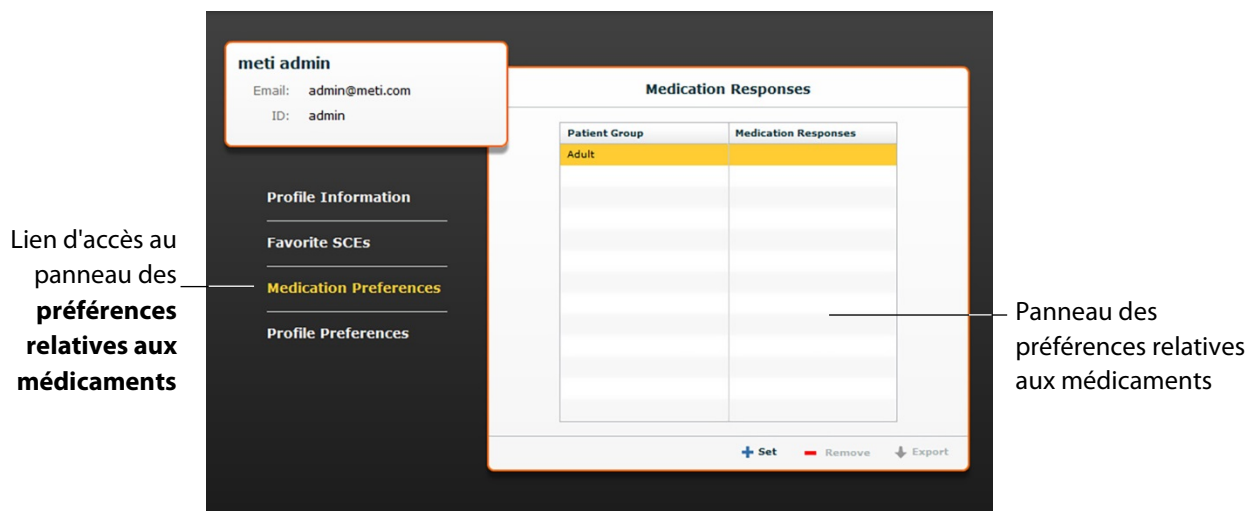 meti admin
Email: admin@meti.com
ID: admin
Medication Responses
Patient Group Medication Responses
Adult
Profile Information
Favorite SCEs
Medication Preferences
Profile Preferences
Set Remove Export
Lien d'accès au
panneau des
préférences
relatives aux
médicaments
Panneau des
préférences relatives
aux médicaments